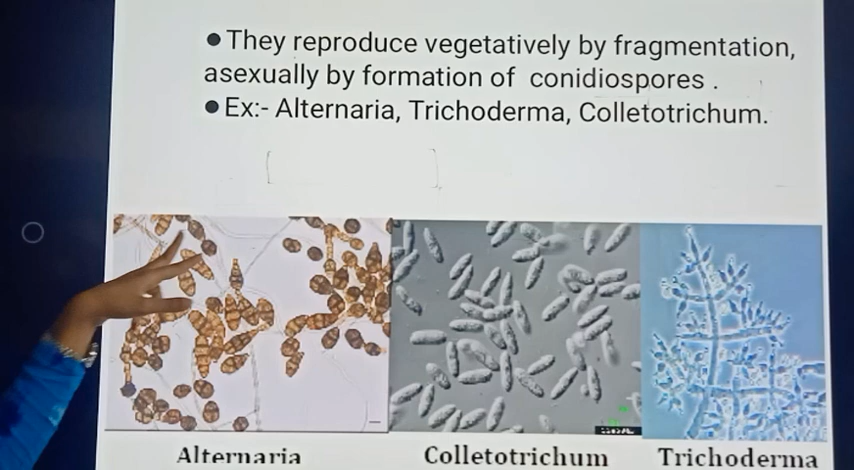 ● They reproduce vegetatively by fragmentation,
asexually by formation of conidiospores .
● Ex:- Alternaria, Trichoderma, Colletotrichum.
Alternaria Colletotrichum Trichoderma